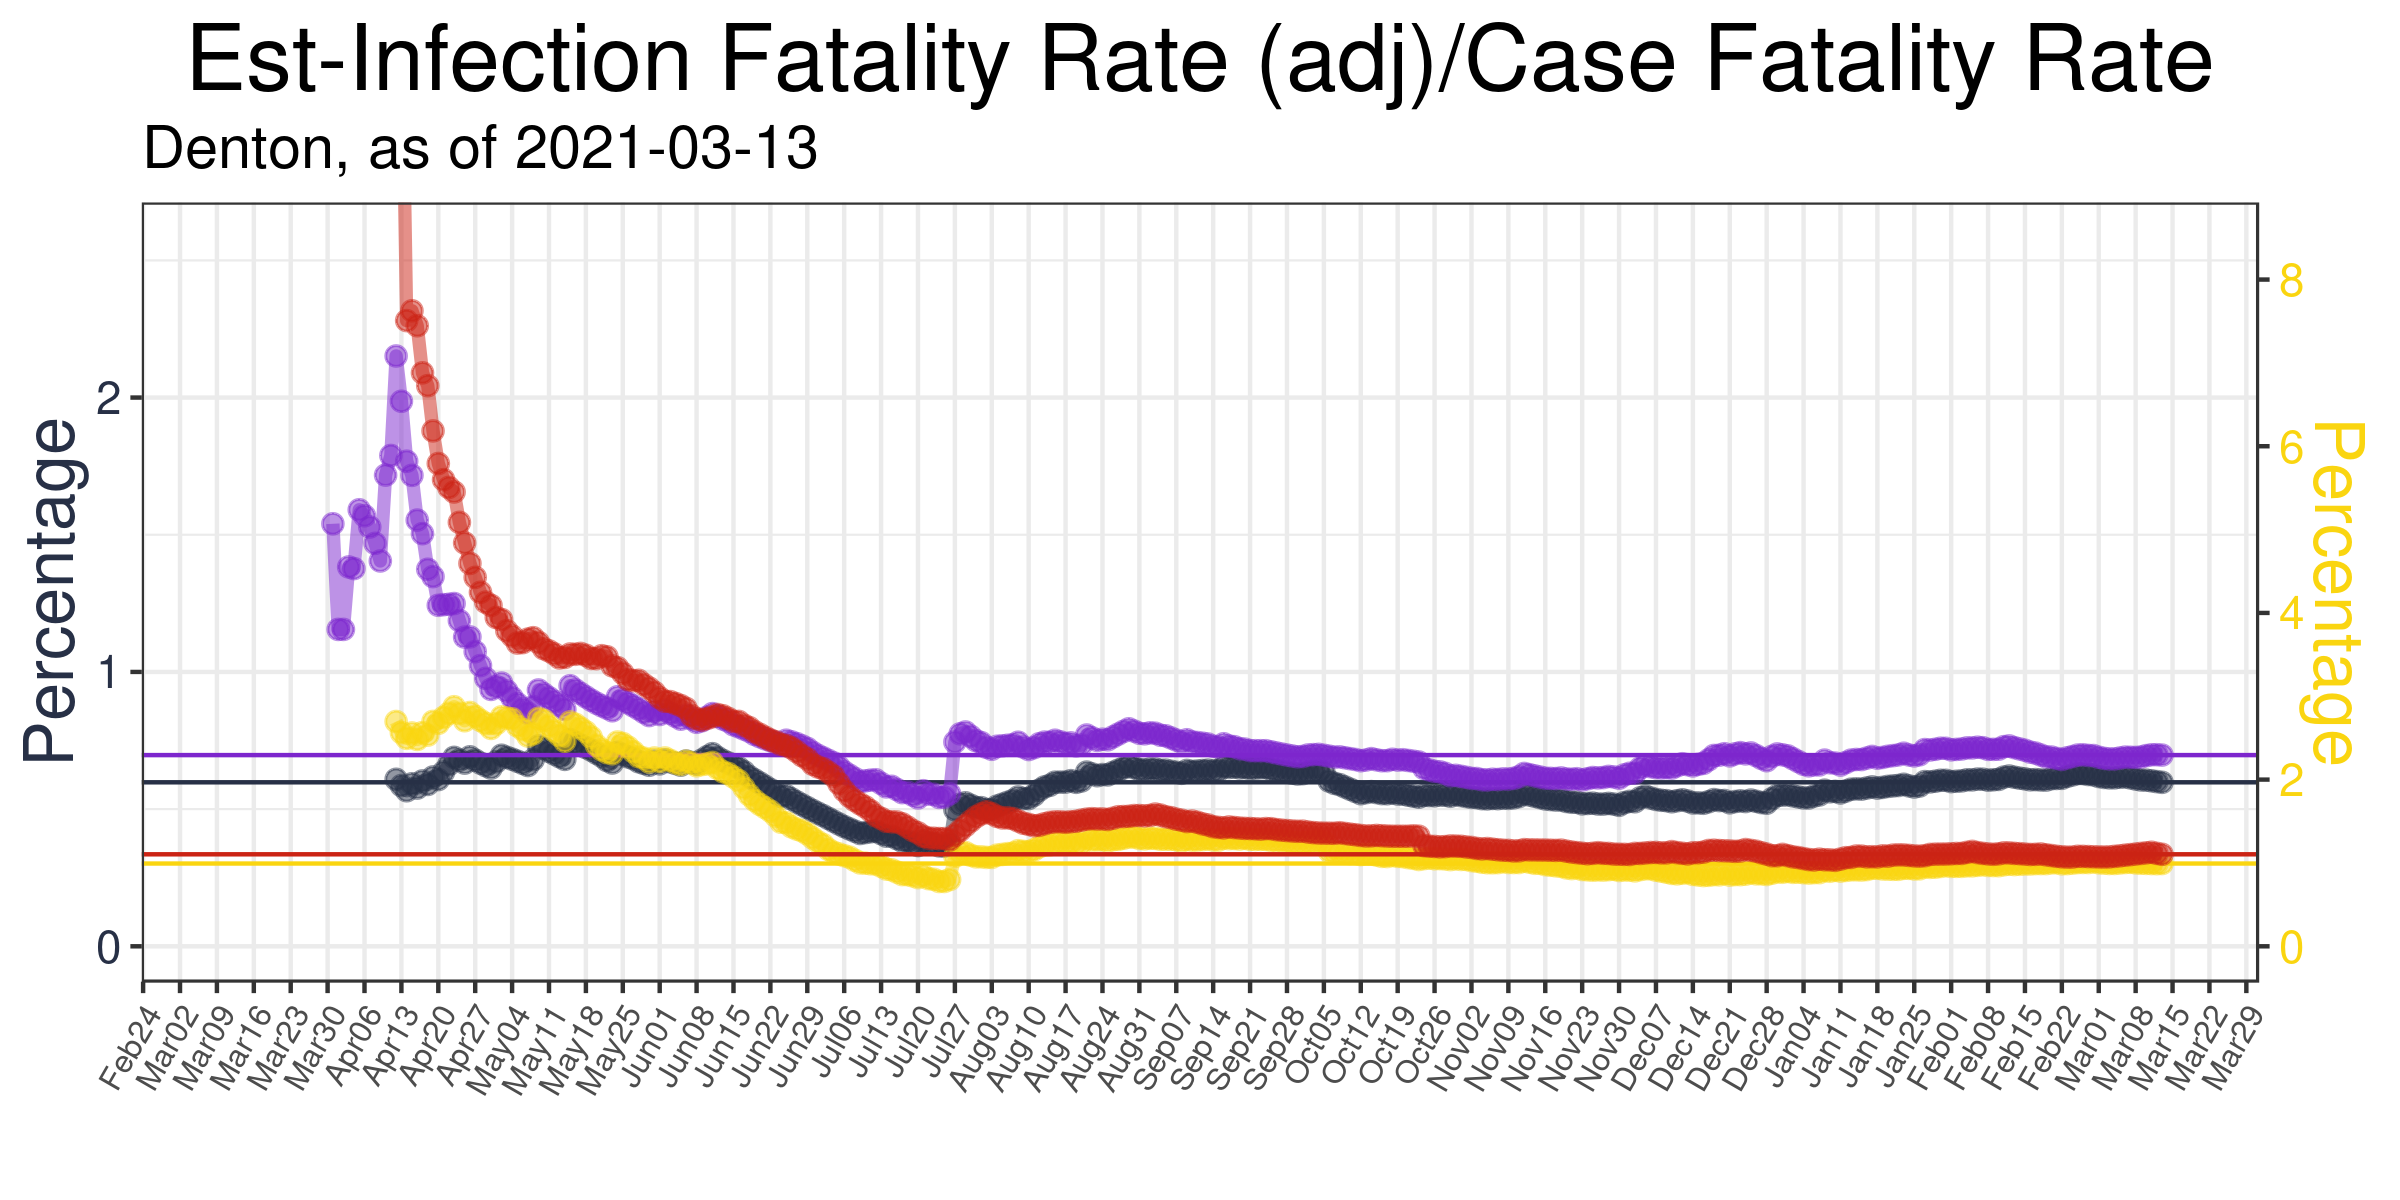 Est-Infection Fatality Rate (adj)/Case Fatality Rate
Denton, as of 2021-03-13
Percentage
2
1
0
8
6
4
2
0
Percentage
Feb24
Mar02
Mar09
Mar16
Mar23
Mar30
Apr06
Apr13
Apr20
Apr27
May04
May11
May18
May25
Jun01
Jun08
Jun15
Jun22
Jun29
Jul06
Jul13
Jul20
Jul27
Aug03
Aug10
Aug17
Aug24
Aug31
Sep07
Sep14
Sep21
Sep28
Oct05
Oct12
Oct19
Oct26
Nov02
Nov09
Nov16
Nov23
Nov30
Dec07
Dec14
Dec21
Dec28
Jan04
Jan11
Jan18
Jan25
Feb01
Feb08
Feb15
Feb22
Mar01
Mar08
Mar15
Mar22
Mar29